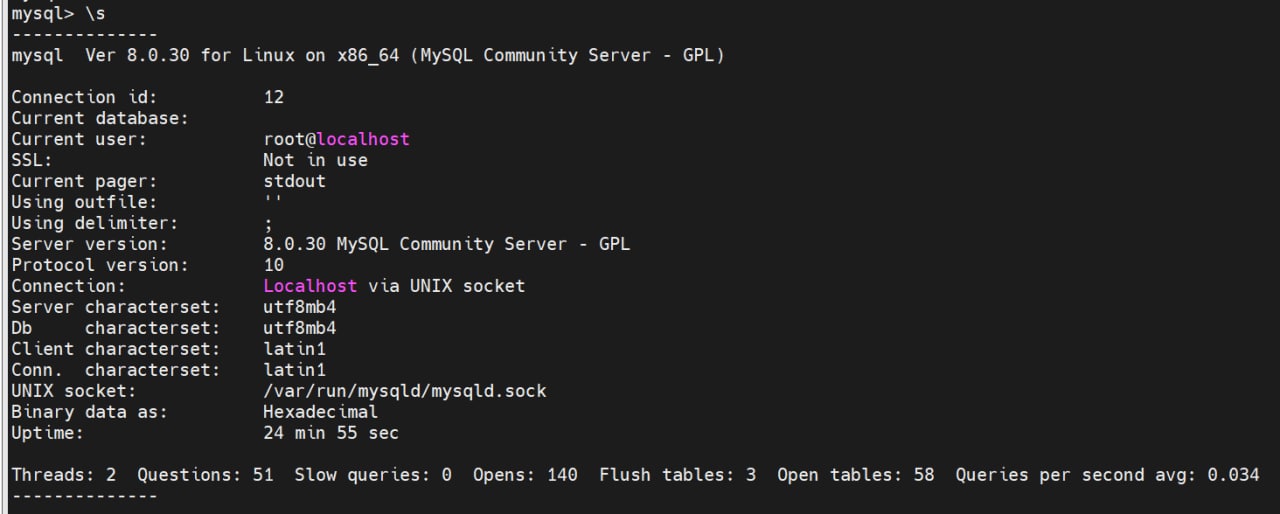 mysql> \s
--------------
mysql  Ver 8.0.30 for Linux on x86_64 (MySQL Community Server - GPL)
Connection id:          12
Current database:
Current user:           root@localhost
SSL:                    Not in use
Current pager:          stdout
Using outfile:          ''
Using delimiter:        ;
Server version:         8.0.30 MySQL Community Server - GPL
Protocol version:       10
Connection:             Localhost via UNIX socket
Server characterset:    utf8mb4
Db     characterset:    utf8mb4
Client characterset:    latin1
Conn.  characterset:    latin1
UNIX socket:            /var/run/mysqld/mysqld.sock
Binary data as:         Hexadecimal
Uptime:                 24 min 55 sec
Threads: 2  Questions: 51  Slow queries: 0  Opens: 140  Flush tables: 3  Open tables: 58  Queries per second avg: 0.034
--------------